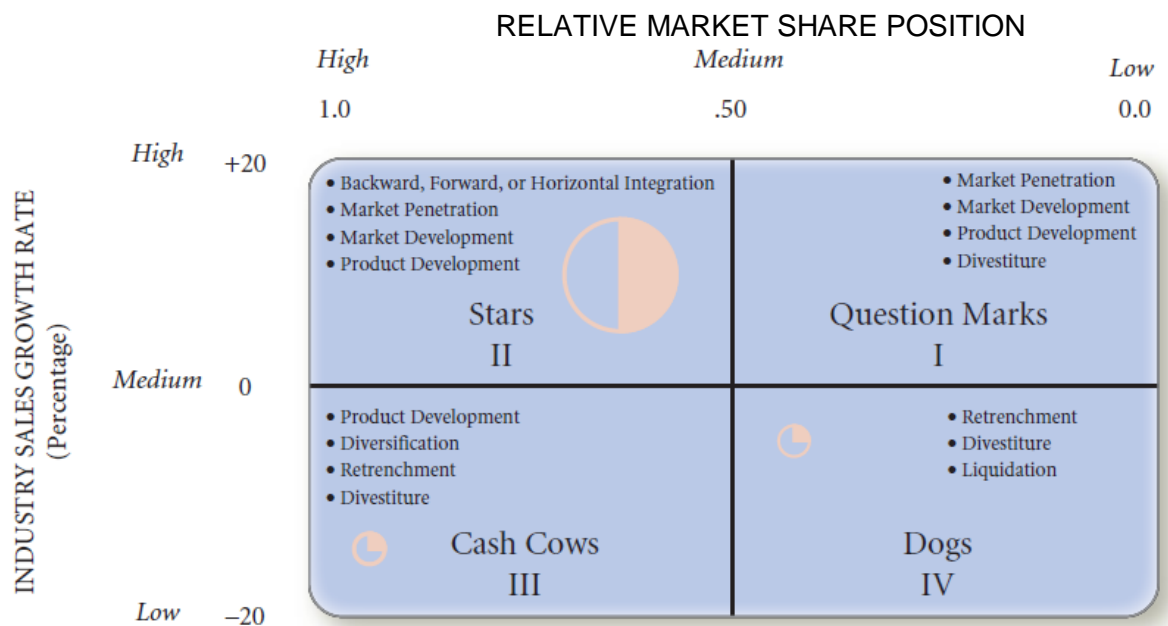 RELATIVE MARKET SHARE POSITION
High Medium Low
1.0 .50 0.0
INDUSTRY SALES GROWTH RATE
(Percentage)
High +20
• Backward, Forward, or Horizontal Integration
• Market Penetration
• Market Development
• Product Development
Stars
II
• Market Penetration
• Market Development
• Product Development
• Divestiture
Question Marks
I
Medium 0
• Product Development
• Diversification
• Retrenchment
• Divestiture
Cash Cows
III
• Retrenchment
• Divestiture
• Liquidation
Dogs
IV
Low –20